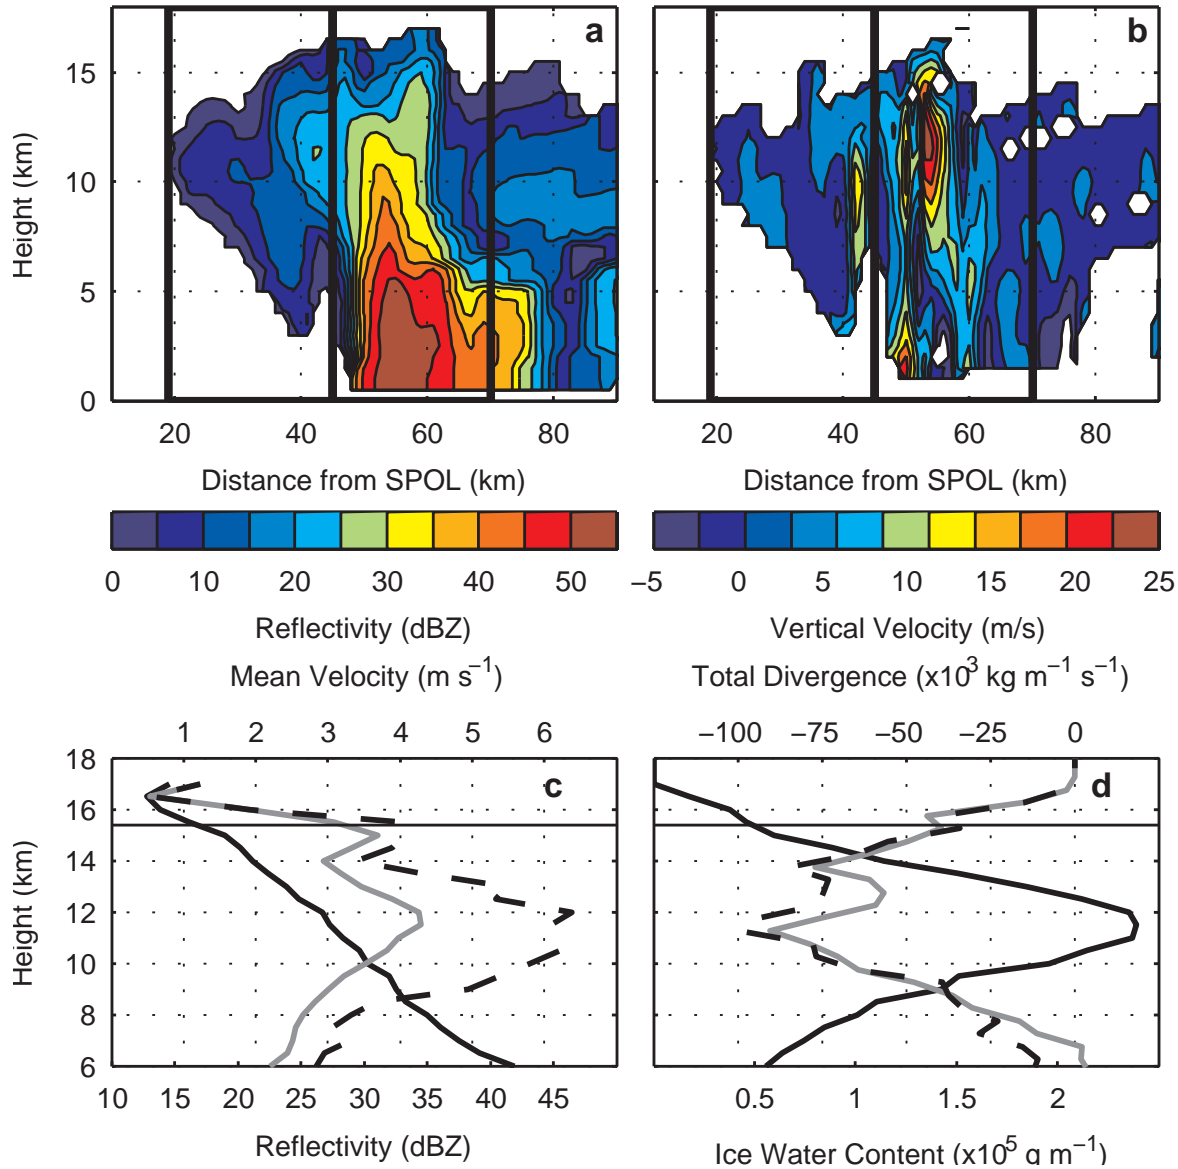 a
b
15
10
5
0
Height (km)
15
10
5
0
20 40 60 80
20 40 60 80
Distance from SPOL (km)
Distance from SPOL (km)
0 10 20 30 40 50
−5 0 5 10 15 20 25
Reflectivity (dBZ)
Vertical Velocity (m/s)
Mean Velocity (m s⁻¹)
Total Divergence (x10³ kg m⁻¹ s⁻¹)
1 2 3 4 5 6
−100 −75 −50 −25 0
c
d
18
16
14
12
10
8
6
Height (km)
10 15 20 25 30 35 40 45
0.5 1 1.5 2
Reflectivity (dBZ)
Ice Water Content (x10⁵ g m⁻¹)